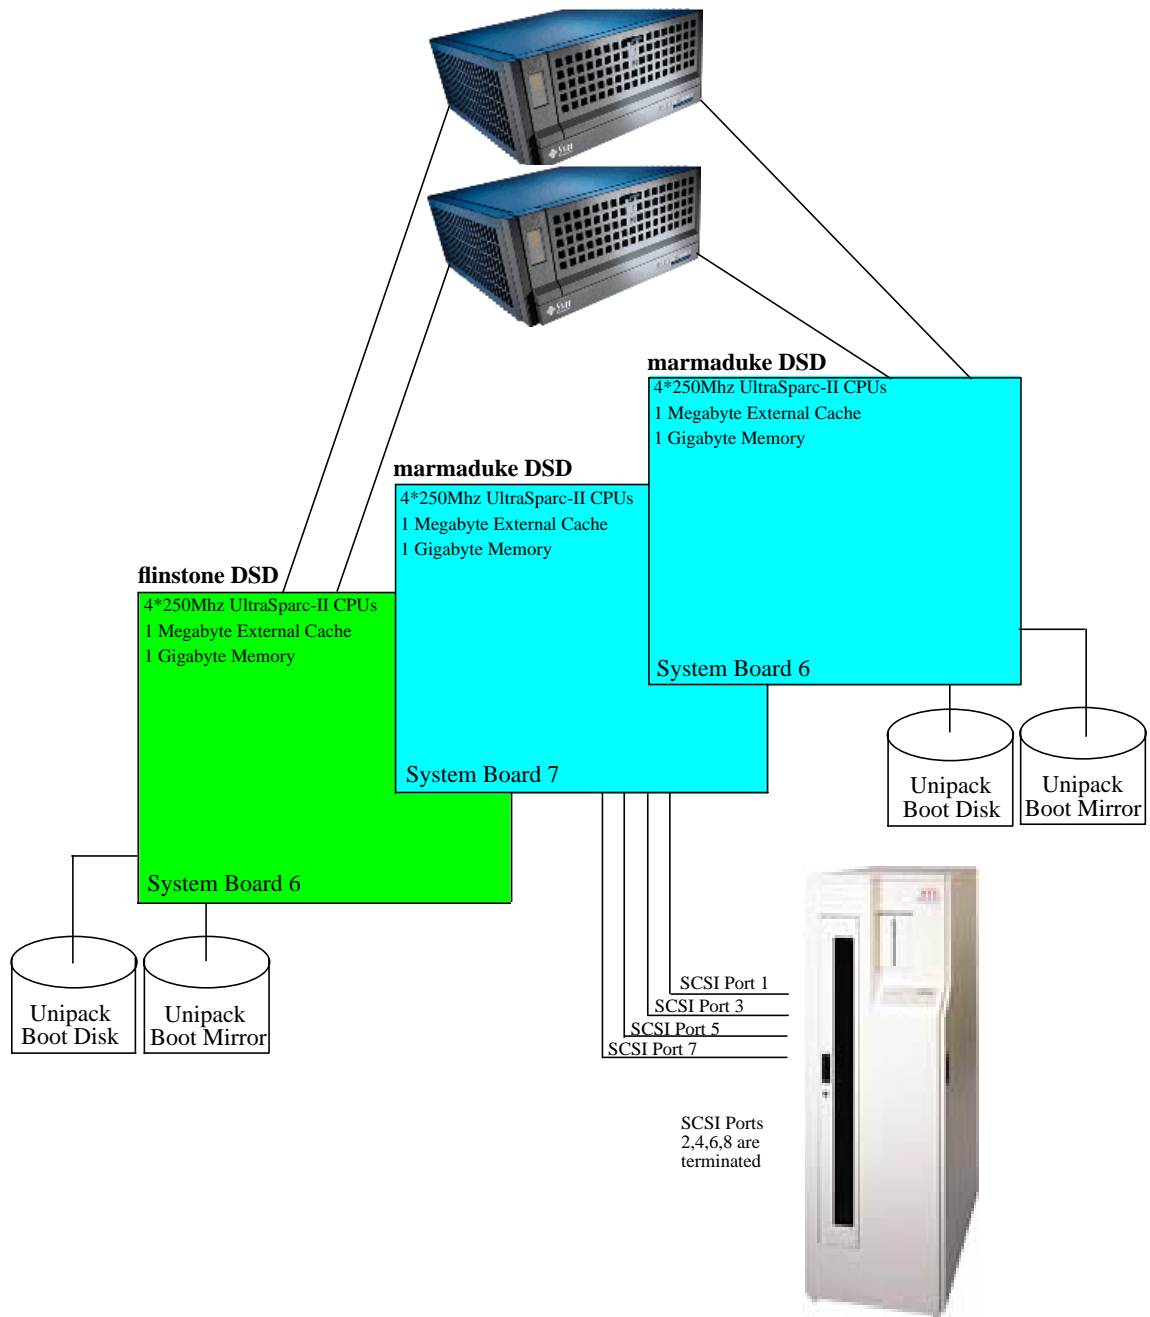 Sun
Sun
marmaduke DSD
4*250Mhz UltraSparc-II CPUs
1 Megabyte External Cache
1 Gigabyte Memory
System Board 6
marmaduke DSD
4*250Mhz UltraSparc-II CPUs
1 Megabyte External Cache
1 Gigabyte Memory
System Board 7
flinstone DSD
4*250Mhz UltraSparc-II CPUs
1 Megabyte External Cache
1 Gigabyte Memory
System Board 6
Unipack
Boot Disk
Unipack
Boot Mirror
Unipack
Boot Disk
Unipack
Boot Mirror
SCSI Port 1
SCSI Port 3
SCSI Port 5
SCSI Port 7
SCSI Ports
2,4,6,8 are
terminated